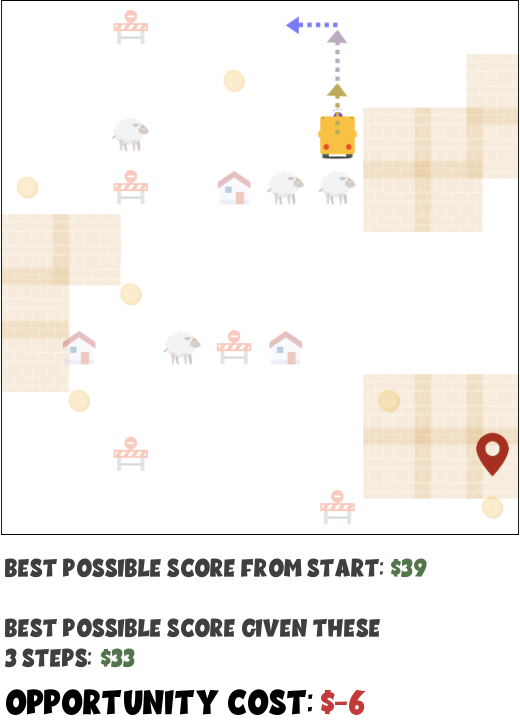 BEST POSSIBLE SCORE FROM START: $39
BEST POSSIBLE SCORE GIVEN THESE
3 STEPS: $33
OPPORTUNITY COST: $-6